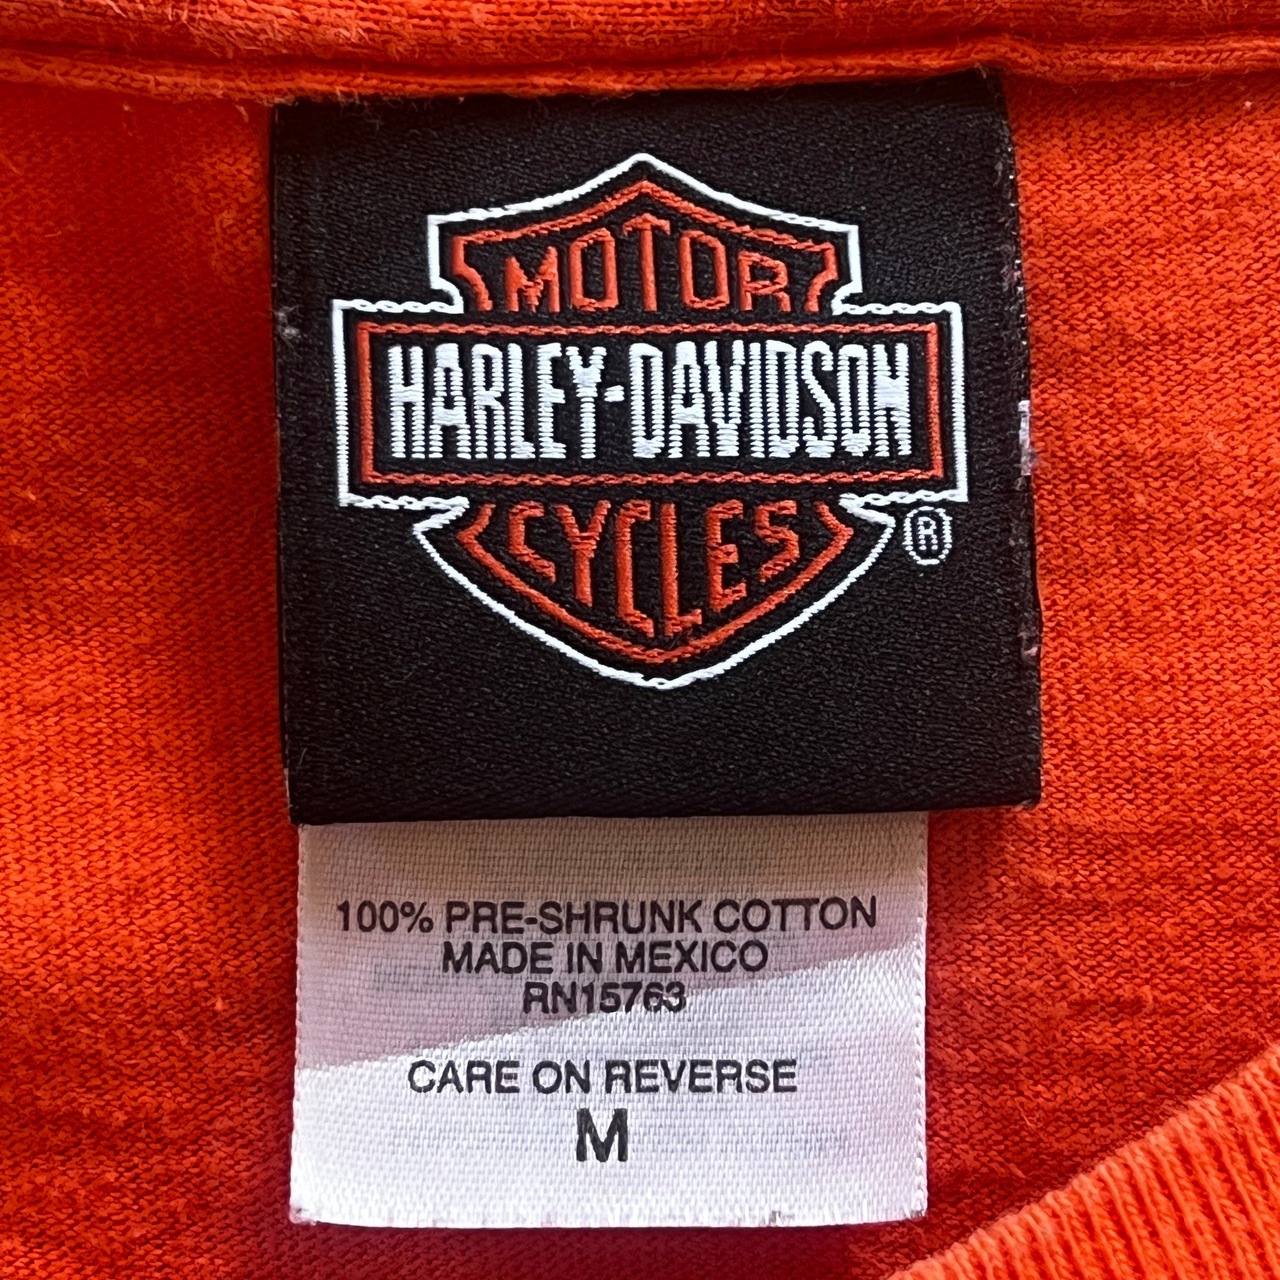 MOTOR
HARLEY-DAVIDSON
CYCLES
®
100% PRE-SHRUNK COTTON
MADE IN MEXICO
RN15763
CARE ON REVERSE
M